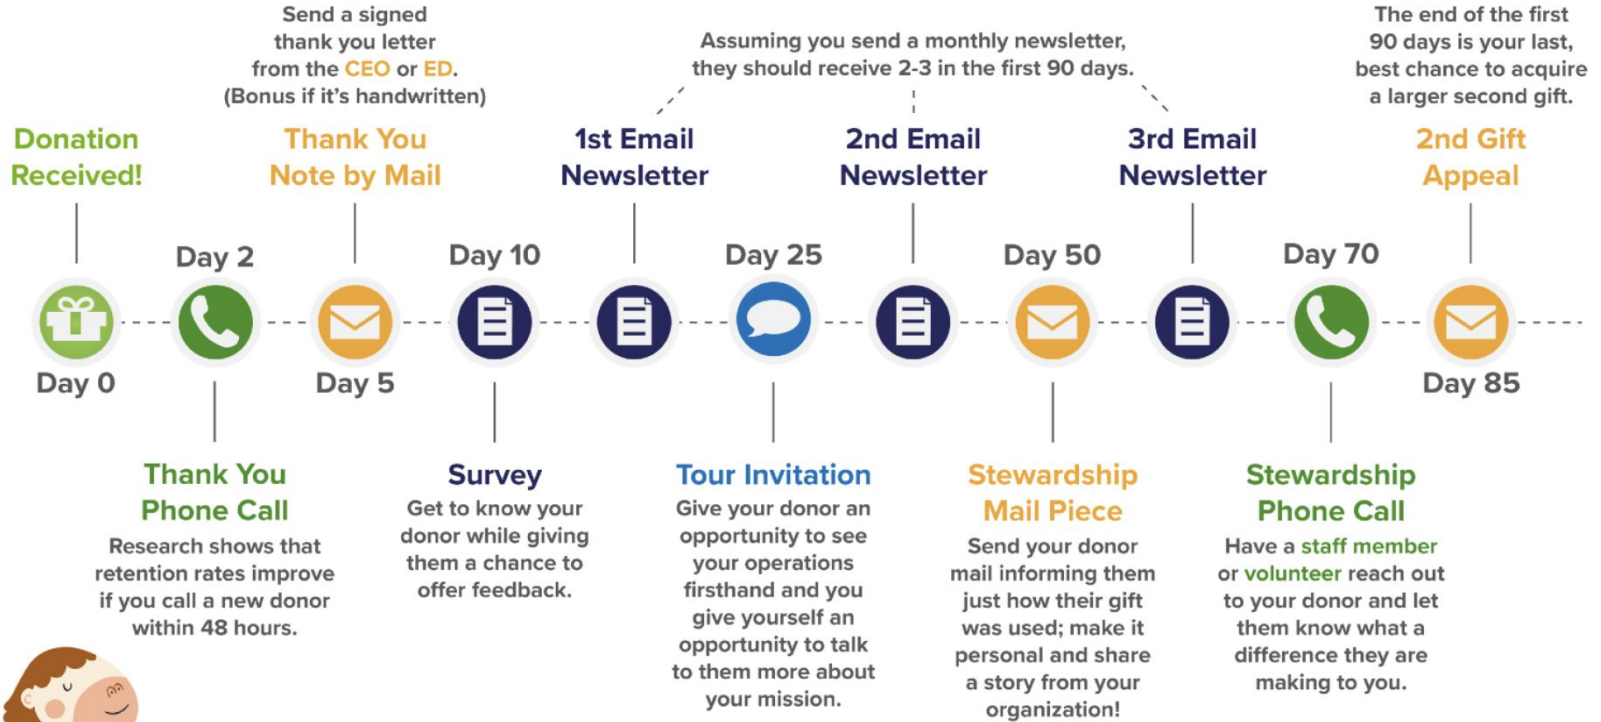 Donation
Received!
Day 0
Day 2
Thank You
Phone Call
Research shows that
retention rates improve
if you call a new donor
within 48 hours.
Send a signed
thank you letter
from the CEO or ED.
(Bonus if it's handwritten)
Thank You
Note by Mail
Day 5
Day 10
Survey
Get to know your
donor while giving
them a chance to
offer feedback.
Assuming you send a monthly newsletter,
they should receive 2-3 in the first 90 days.
1st Email
Newsletter
Day 25
Tour Invitation
Give your donor an
opportunity to see
your operations
firsthand and you
give yourself an
opportunity to talk
to them more about
your mission.
2nd Email
Newsletter
Day 50
Stewardship
Mail Piece
Send your donor
mail informing them
just how their gift
was used; make it
personal and share
a story from your
organization!
3rd Email
Newsletter
Day 70
Stewardship
Phone Call
Have a staff member
or volunteer reach out
to your donor and let
them know what a
difference they are
making to you.
The end of the first
90 days is your last,
best chance to acquire
a larger second gift.
2nd Gift
Appeal
Day 85